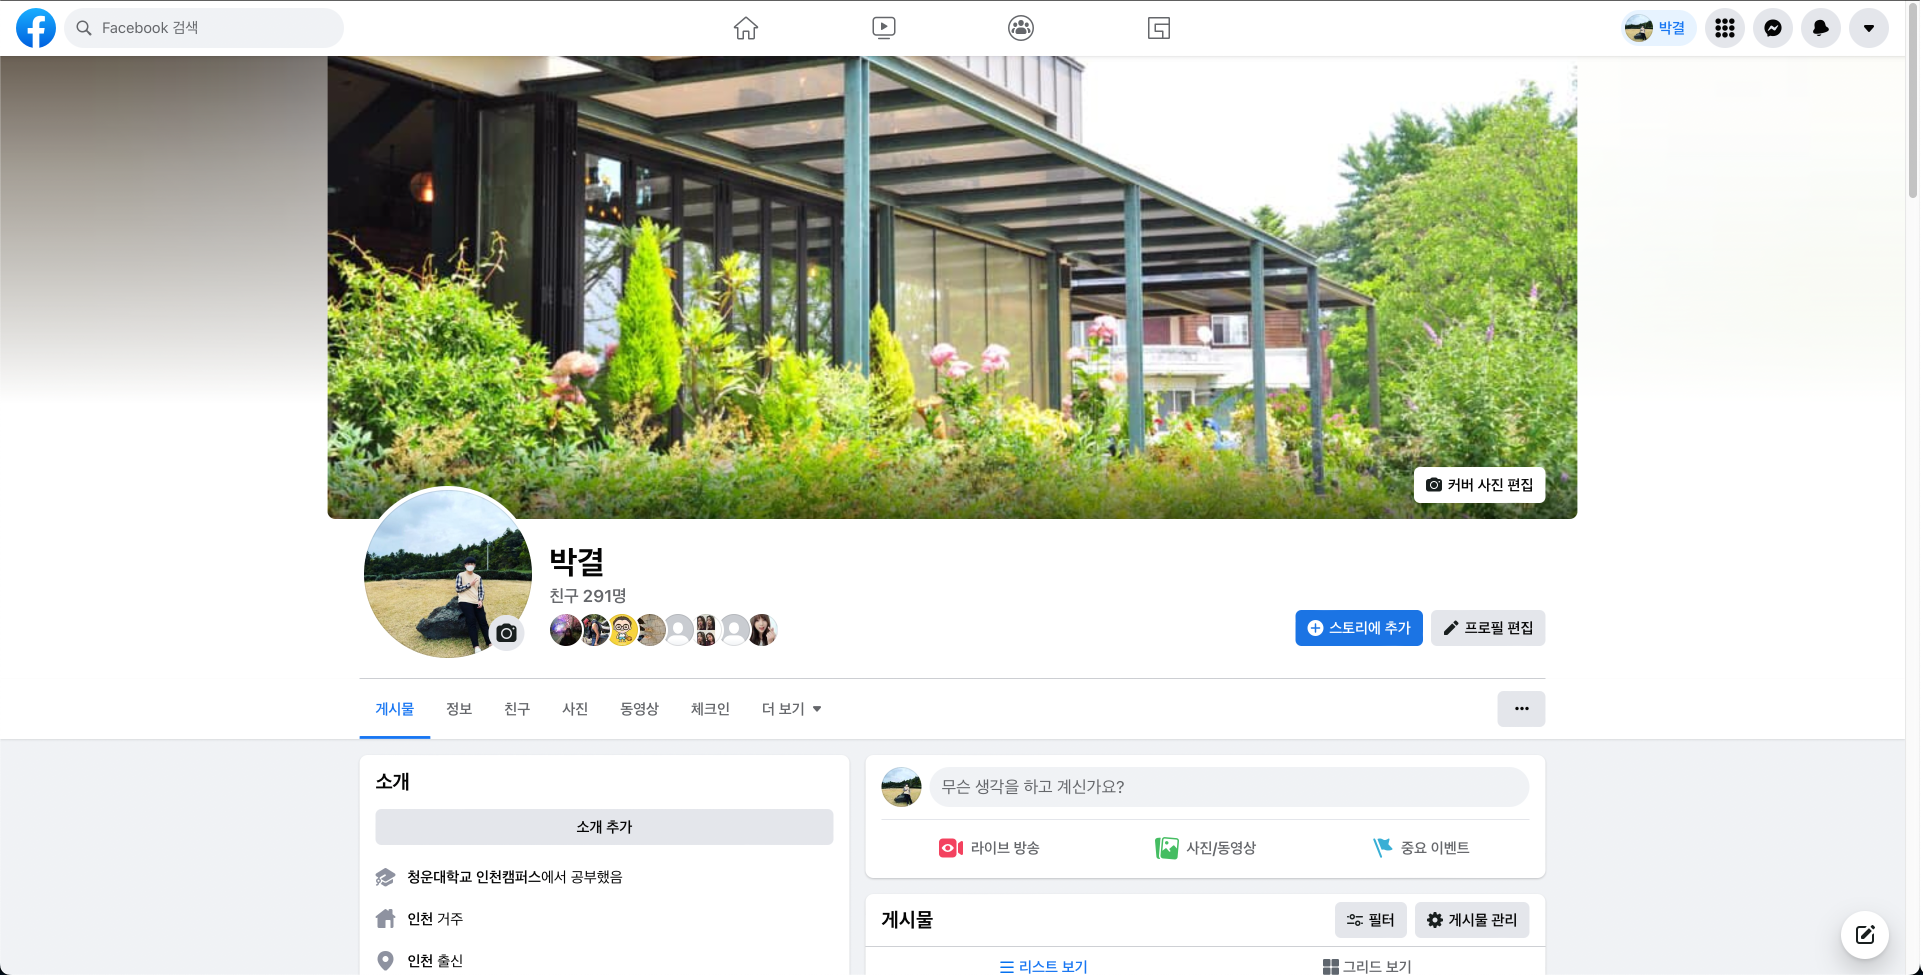 Facebook 검색
박결
커버 사진 편집
박결
친구 291명
스토리에 추가
프로필 편집
게시물
정보
친구
사진
동영상
체크인
더 보기
소개
소개 추가
청운대학교 인천캠퍼스에서 공부했음
인천 거주
인천 출신
무슨 생각을 하고 계신가요?
라이브 방송
사진/동영상
중요 이벤트
게시물
필터
게시물 관리
리스트 보기
그리드 보기